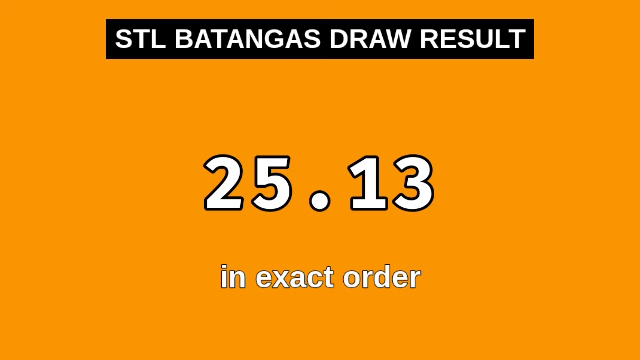 STL BATANGAS DRAW RESULT
25.13
in exact order